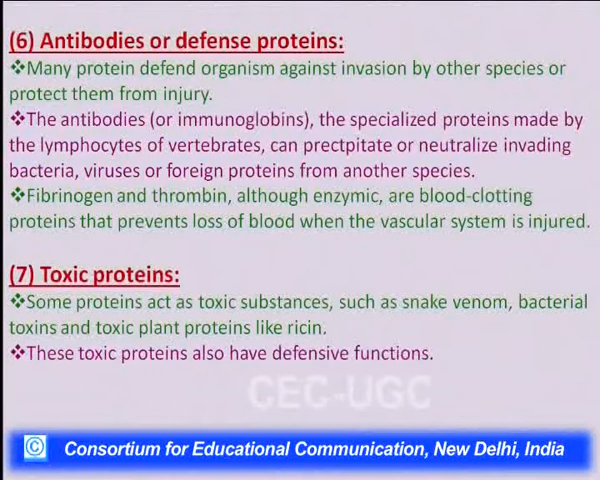 (6) Antibodies or defense proteins:
❖Many protein defend organism against invasion by other species or
protect them from injury.
❖The antibodies (or immunoglobins), the specialized proteins made by
the lymphocytes of vertebrates, can prectpitate or neutralize invading
bacteria, viruses or foreign proteins from another species.
❖Fibrinogen and thrombin, although enzymic, are blood-clotting
proteins that prevents loss of blood when the vascular system is injured.
(7) Toxic proteins:
❖Some proteins act as toxic substances, such as snake venom, bacterial
toxins and toxic plant proteins like ricin.
❖These toxic proteins also have defensive functions.
CEC-UGC
© Consortium for Educational Communication, New Delhi, India